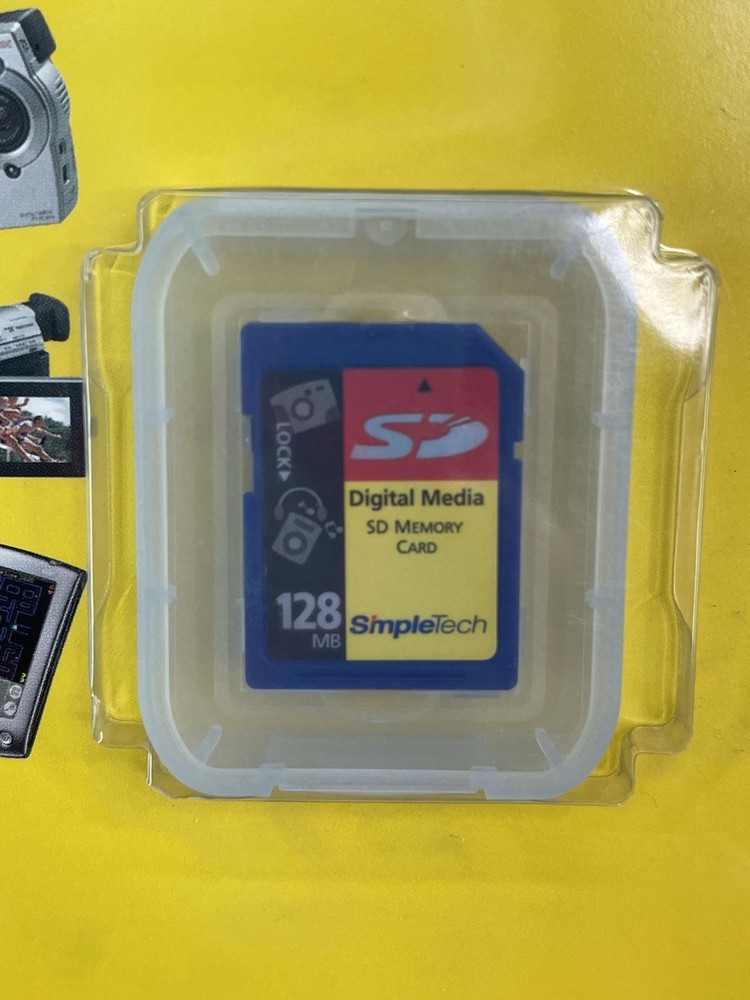 LOCK
SD
Digital Media
SD MEMORY
CARD
128
MB
SimpleTech